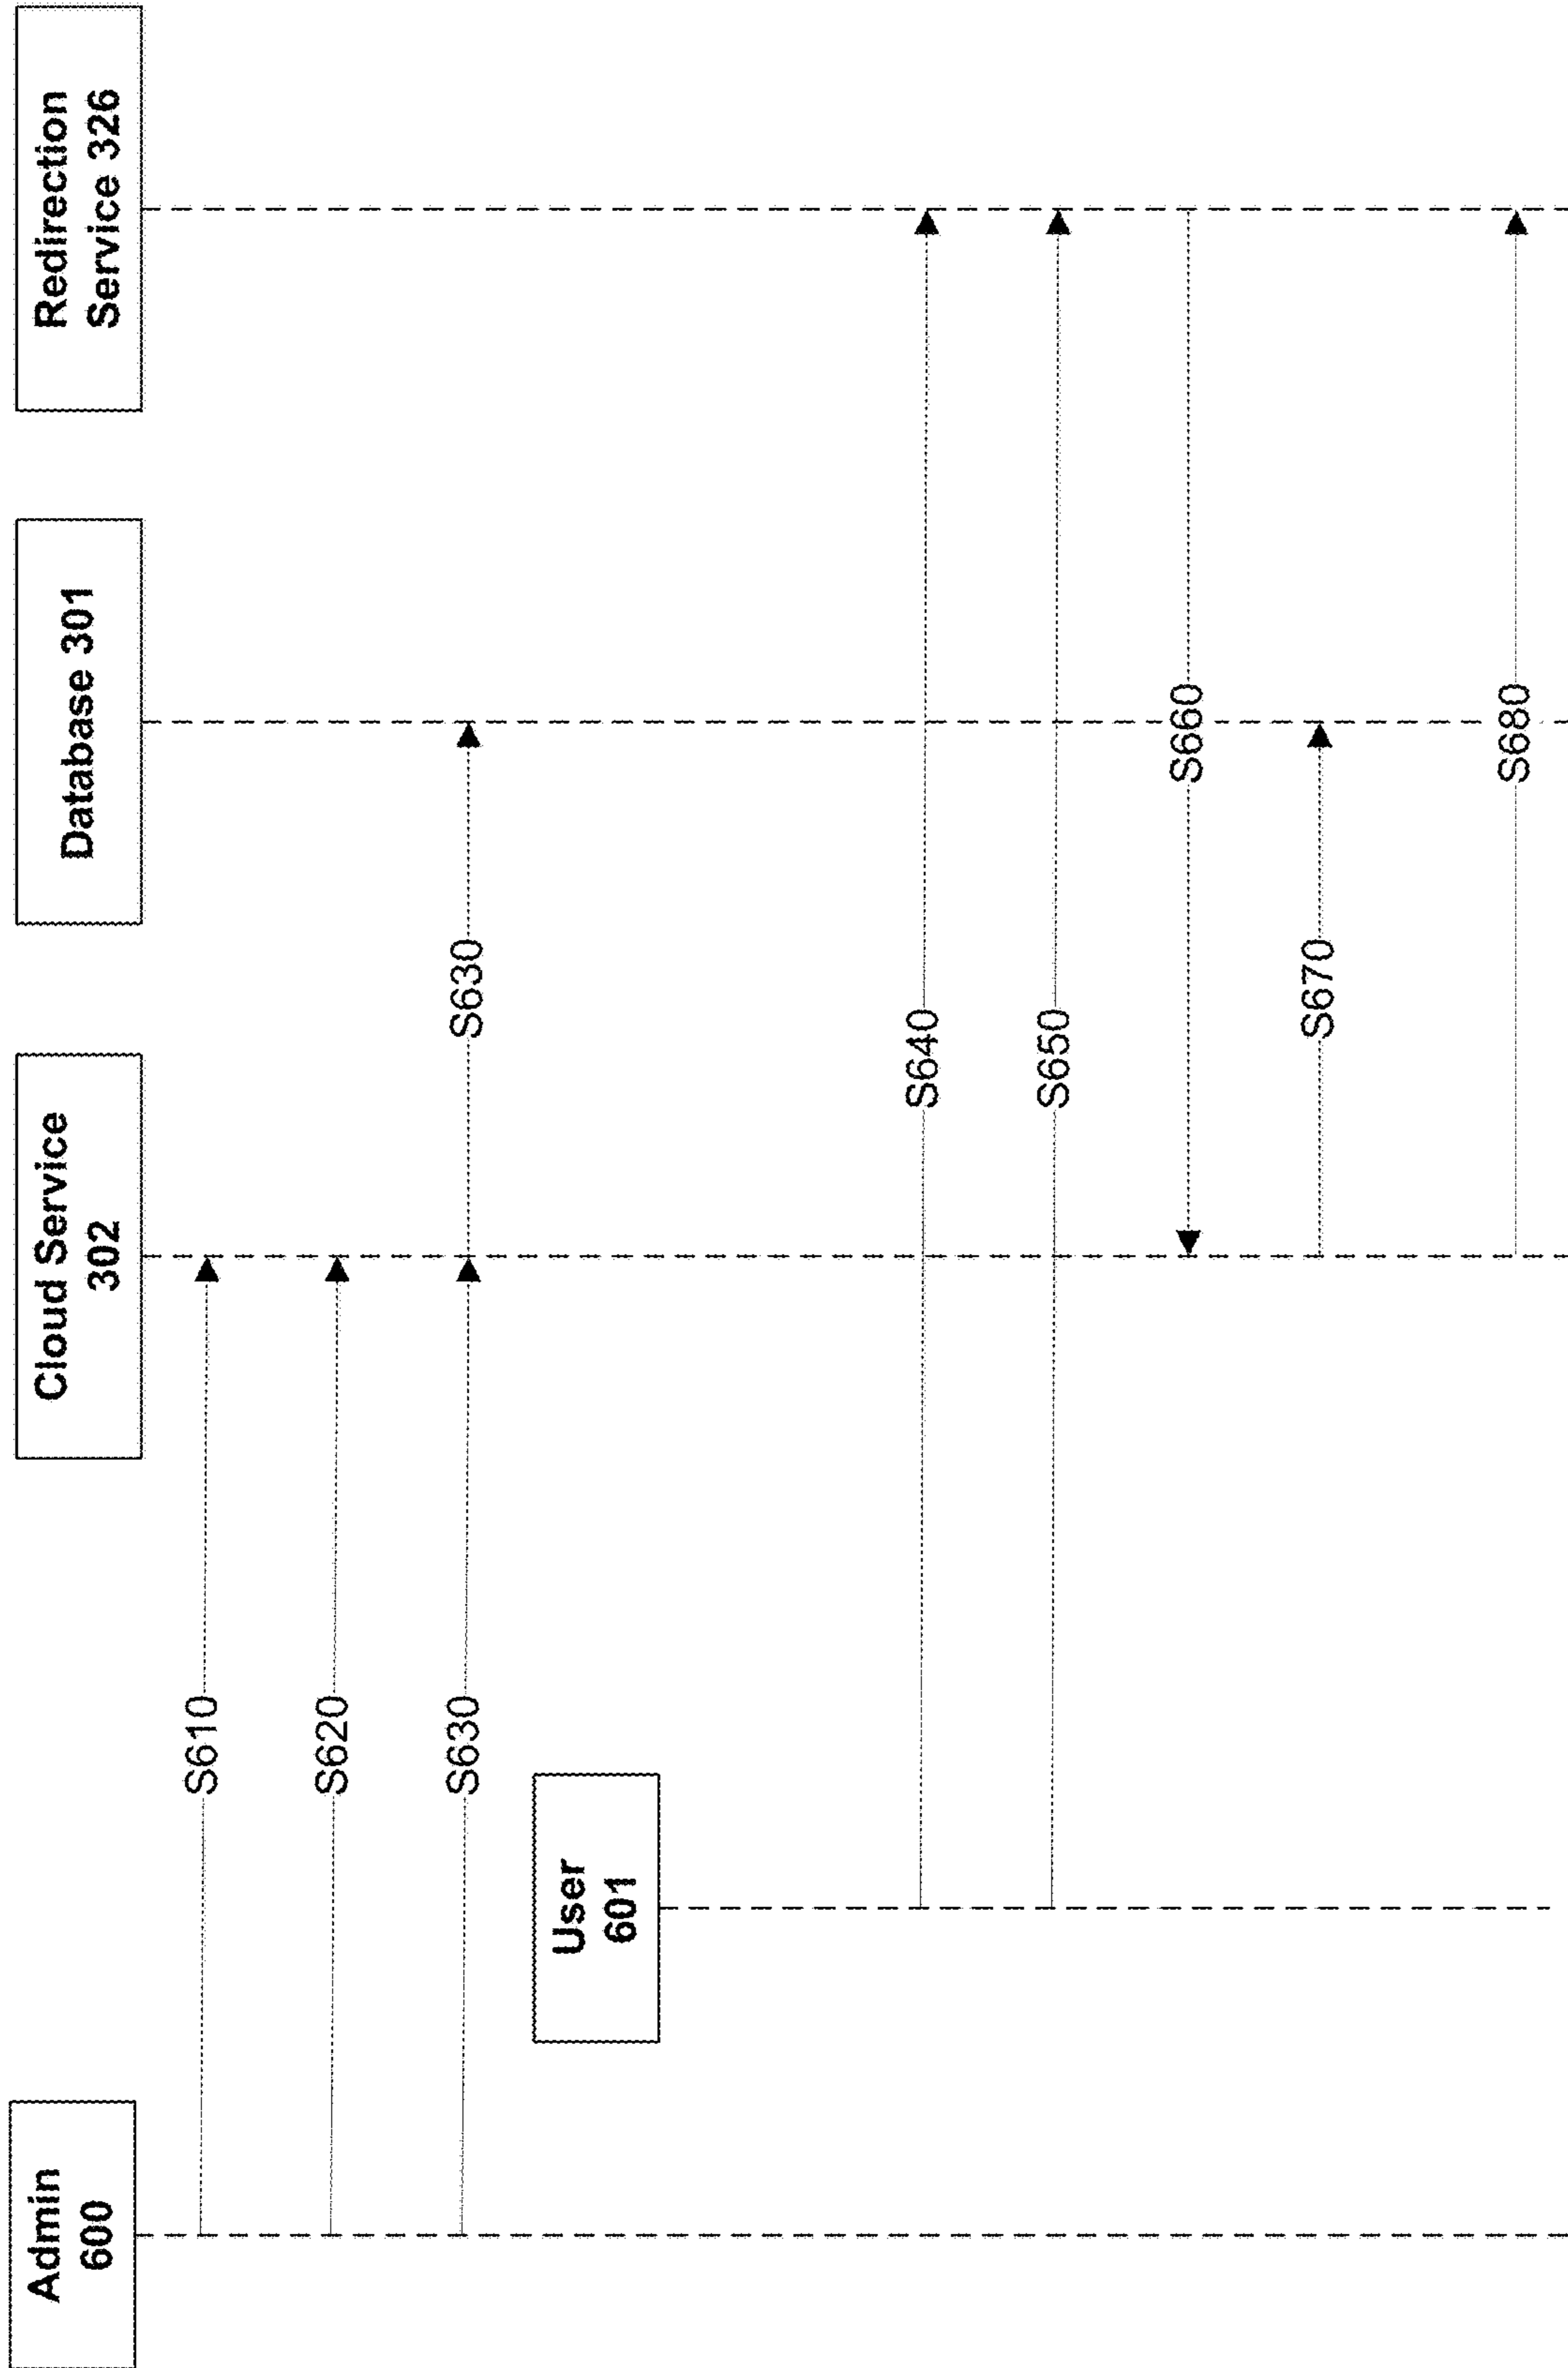 Admin
600
User
601
Cloud Service
302
Database 301
Redirection
Service 326
S610
S620
S630
S630
S640
S650
S660
S670
S680